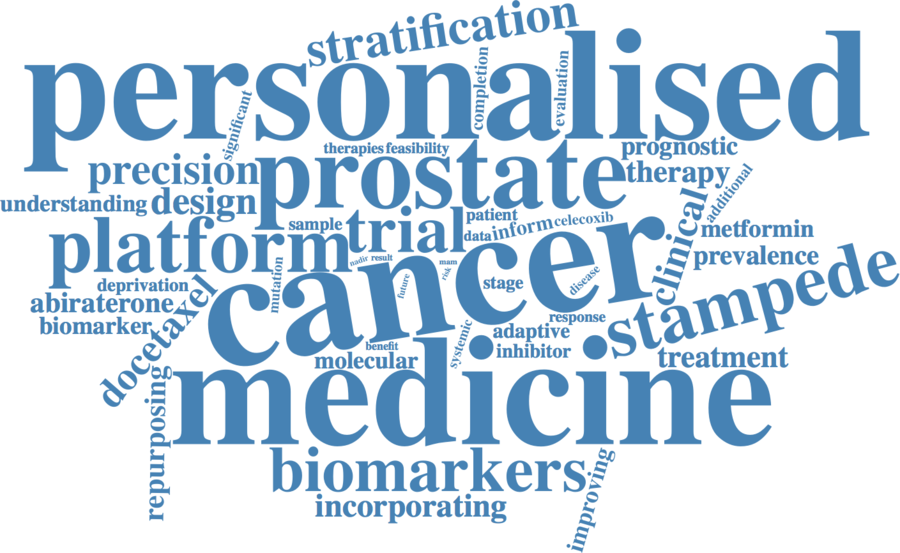 stratification
personalised
completion
evaluation
significant
therapies
feasibility
prognostic
precision
prostate
therapy
additional
understanding
design
sample
trial
patient
data
inform
celecoxib
clinical
metformin
platform
prevalence
nadir
result
mam
risk
future
cancer
stage
disease
deprivation
mutation
abiraterone
biomarker
docetaxel
response
stampede
adaptive
benefit
systemic
inhibitor
molecular
treatment
medicine
repurposing
biomarkers
improving
incorporating